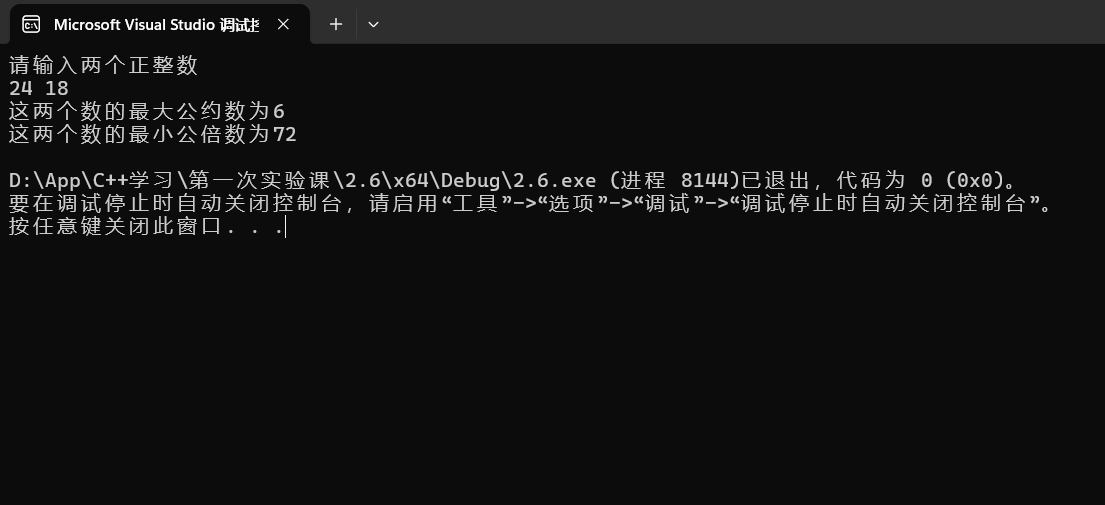 Microsoft Visual Studio 调试
请输入两个正整数
24 18
这两个数的最大公约数为6
这两个数的最小公倍数为72
D:\App\C++学习\第一次实验课\2.6\x64\Debug\2.6.exe (进程 8144)已退出，代码为 0 (0x0)。
要在调试停止时自动关闭控制台，请启用“工具”->“选项”->“调试”->“调试停止时自动关闭控制台”。
按任意键关闭此窗口. . .